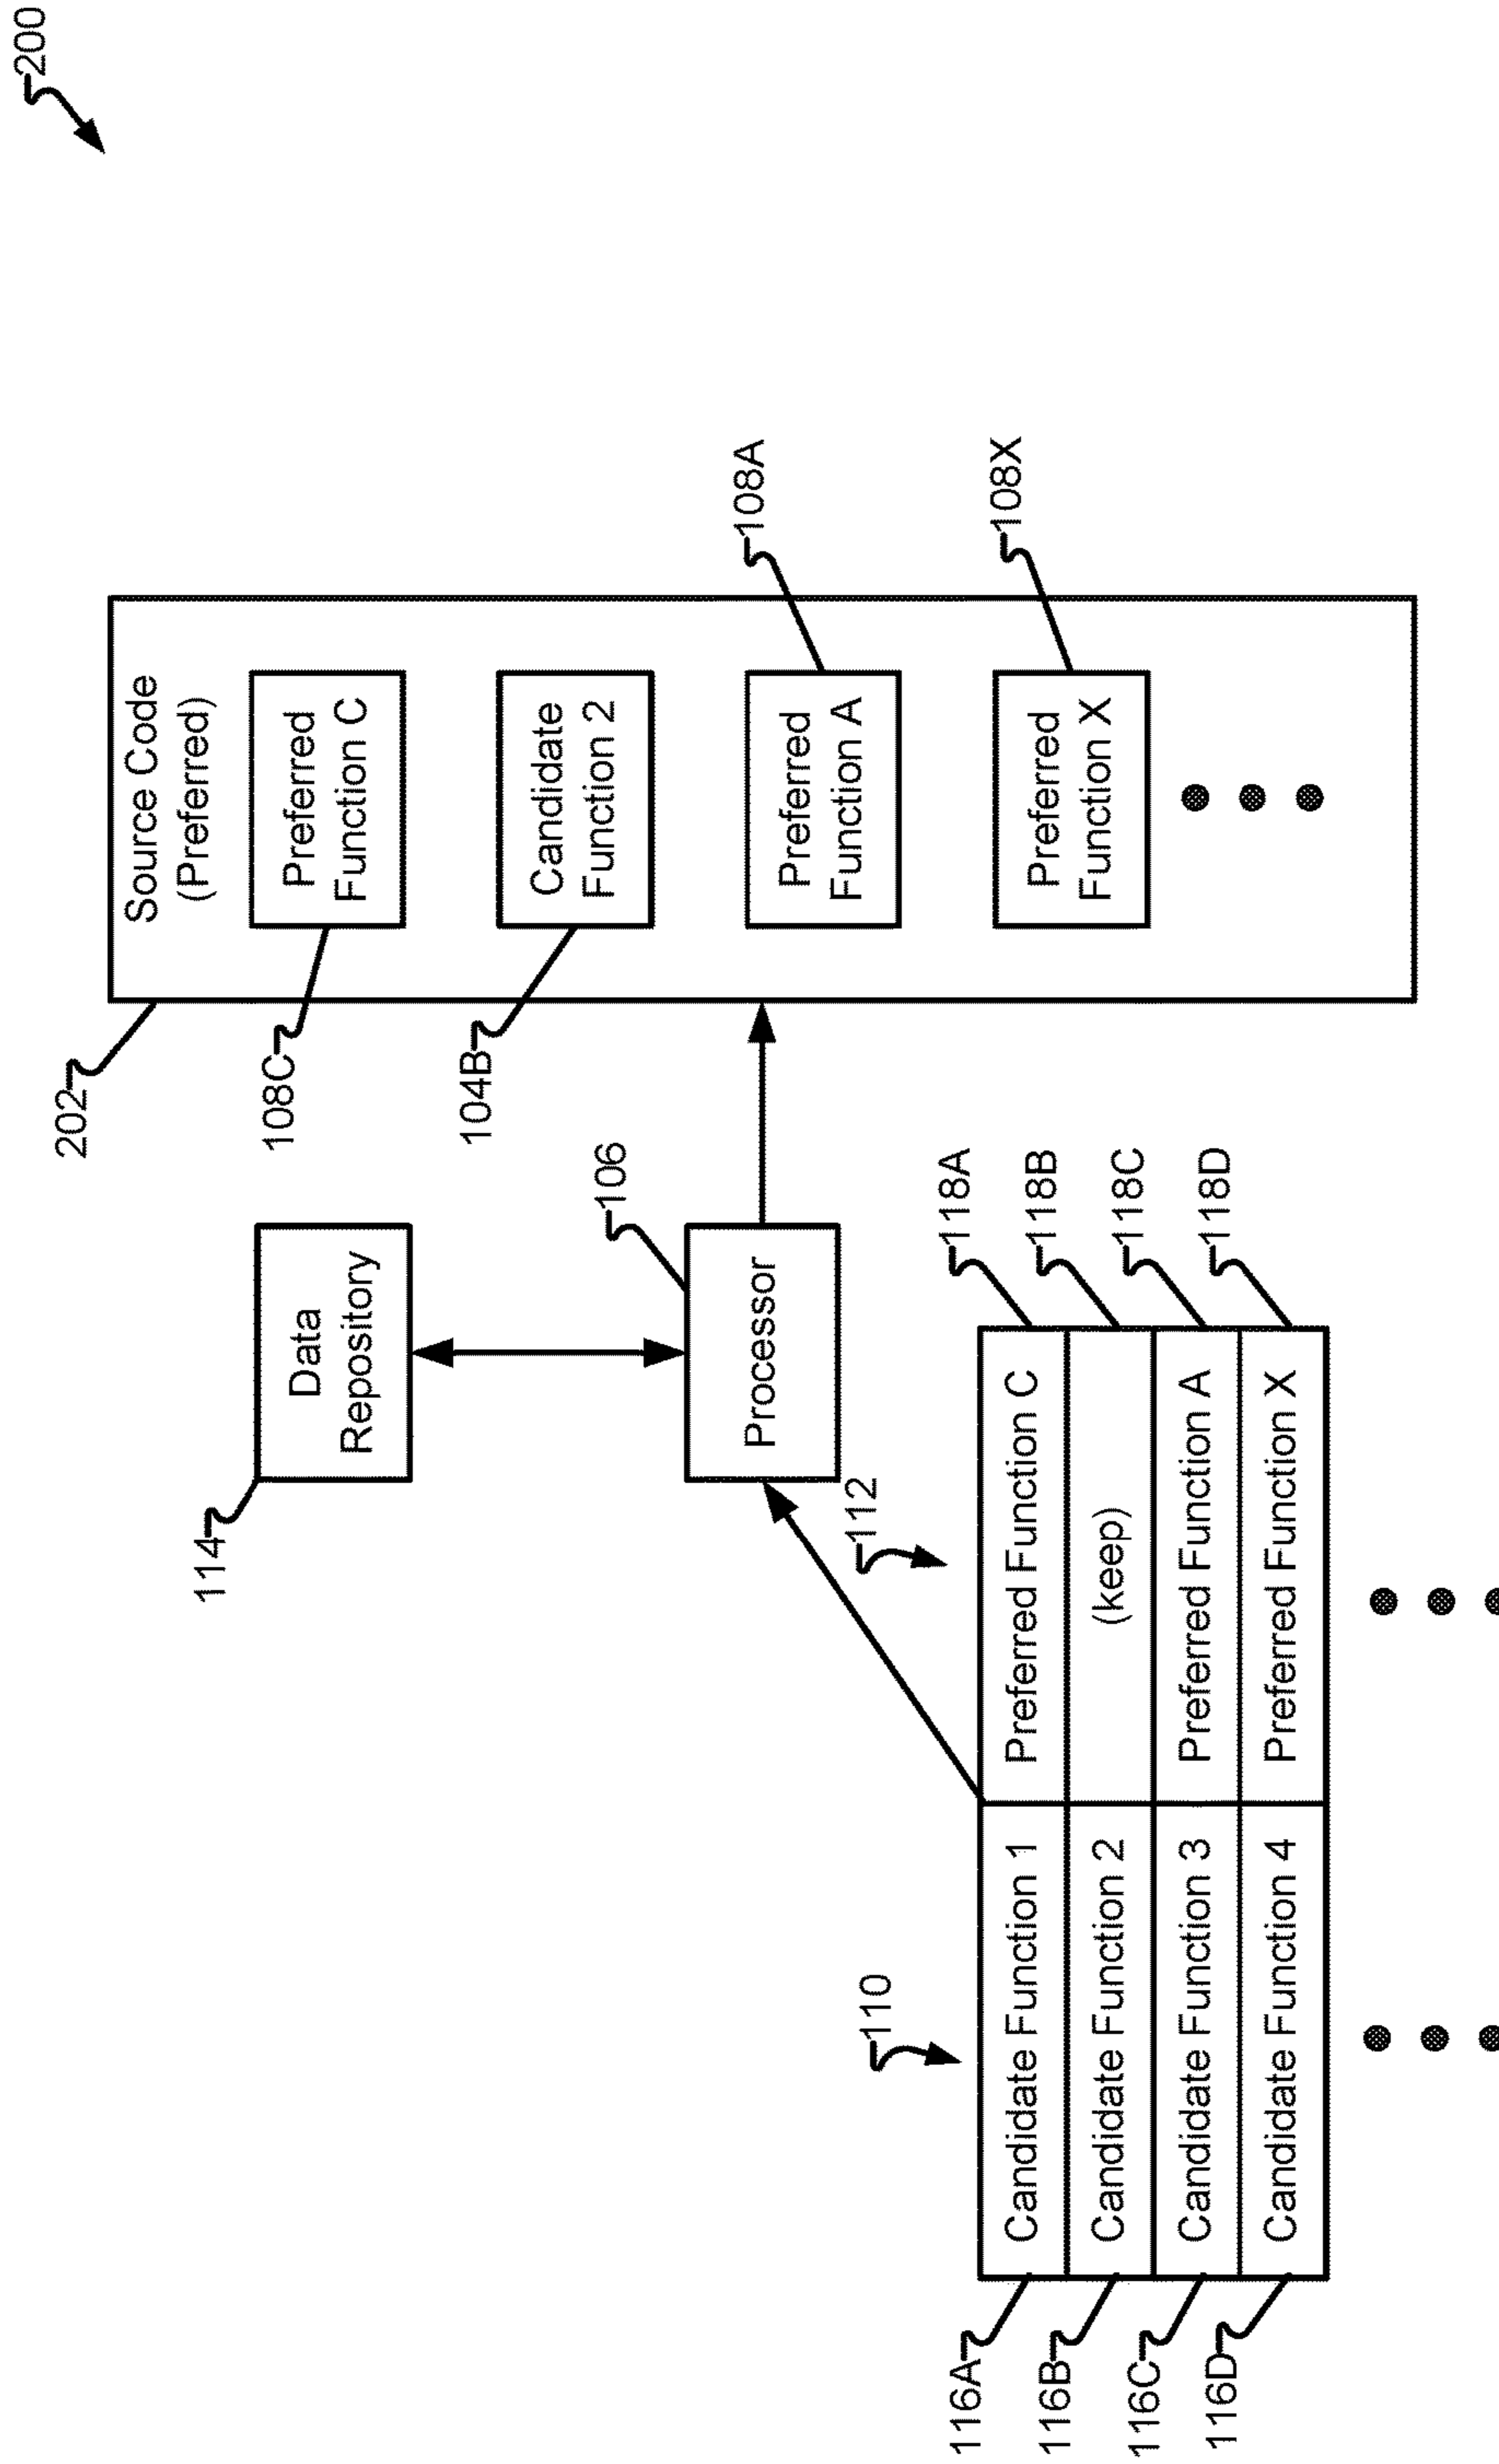 200
202
Source Code
(Preferred)
108C
Preferred
Function C
104B
Candidate
Function 2
Preferred
Function A
108A
Preferred
Function X
108X
114
Data
Repository
106
Processor
110
112
116A
Candidate Function 1
Preferred Function C
118A
116B
Candidate Function 2
(keep)
118B
116C
Candidate Function 3
Preferred Function A
118C
116D
Candidate Function 4
Preferred Function X
118D